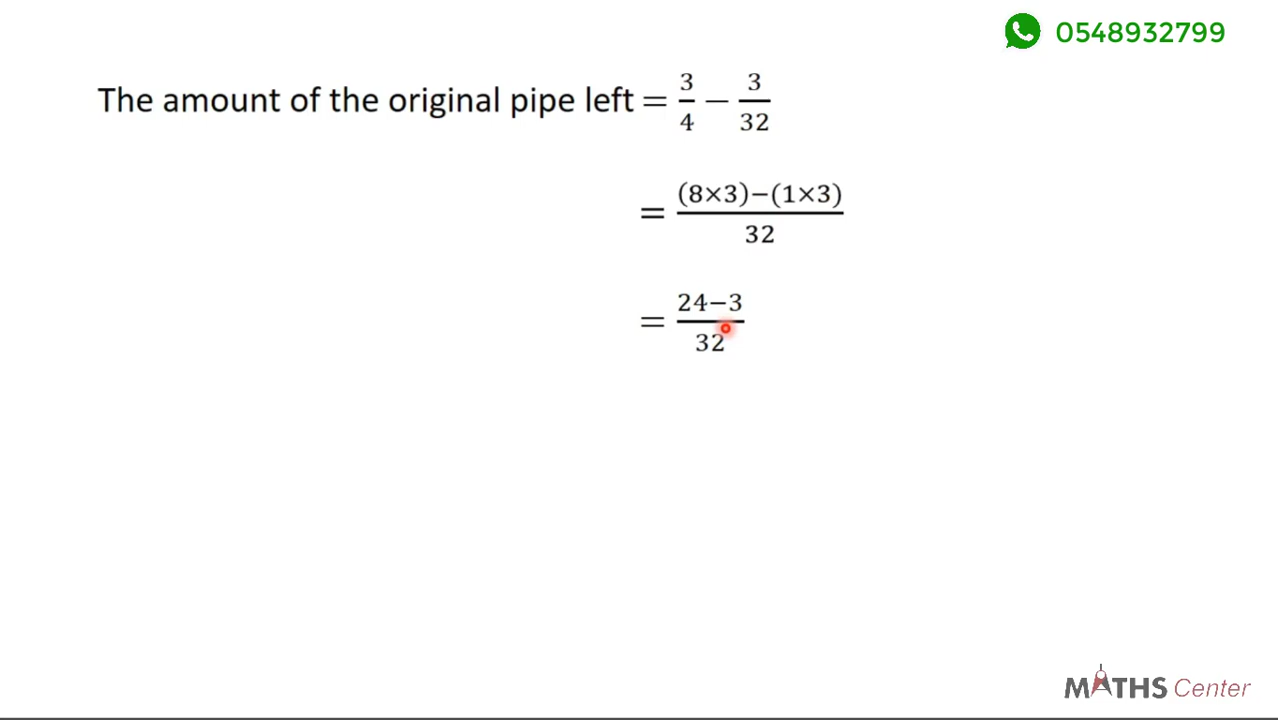 0548932799
The amount of the original pipe left = 3/4 − 3/32
= (8×3)−(1×3)/32
= 24−3/32
MATHS Center